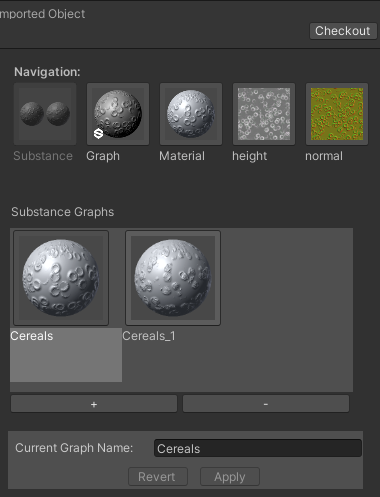 mported Object
Checkout
Navigation:
Substance Graph Material height normal
Substance Graphs
Cereals Cereals_1
+ -
Current Graph Name: Cereals
Revert Apply